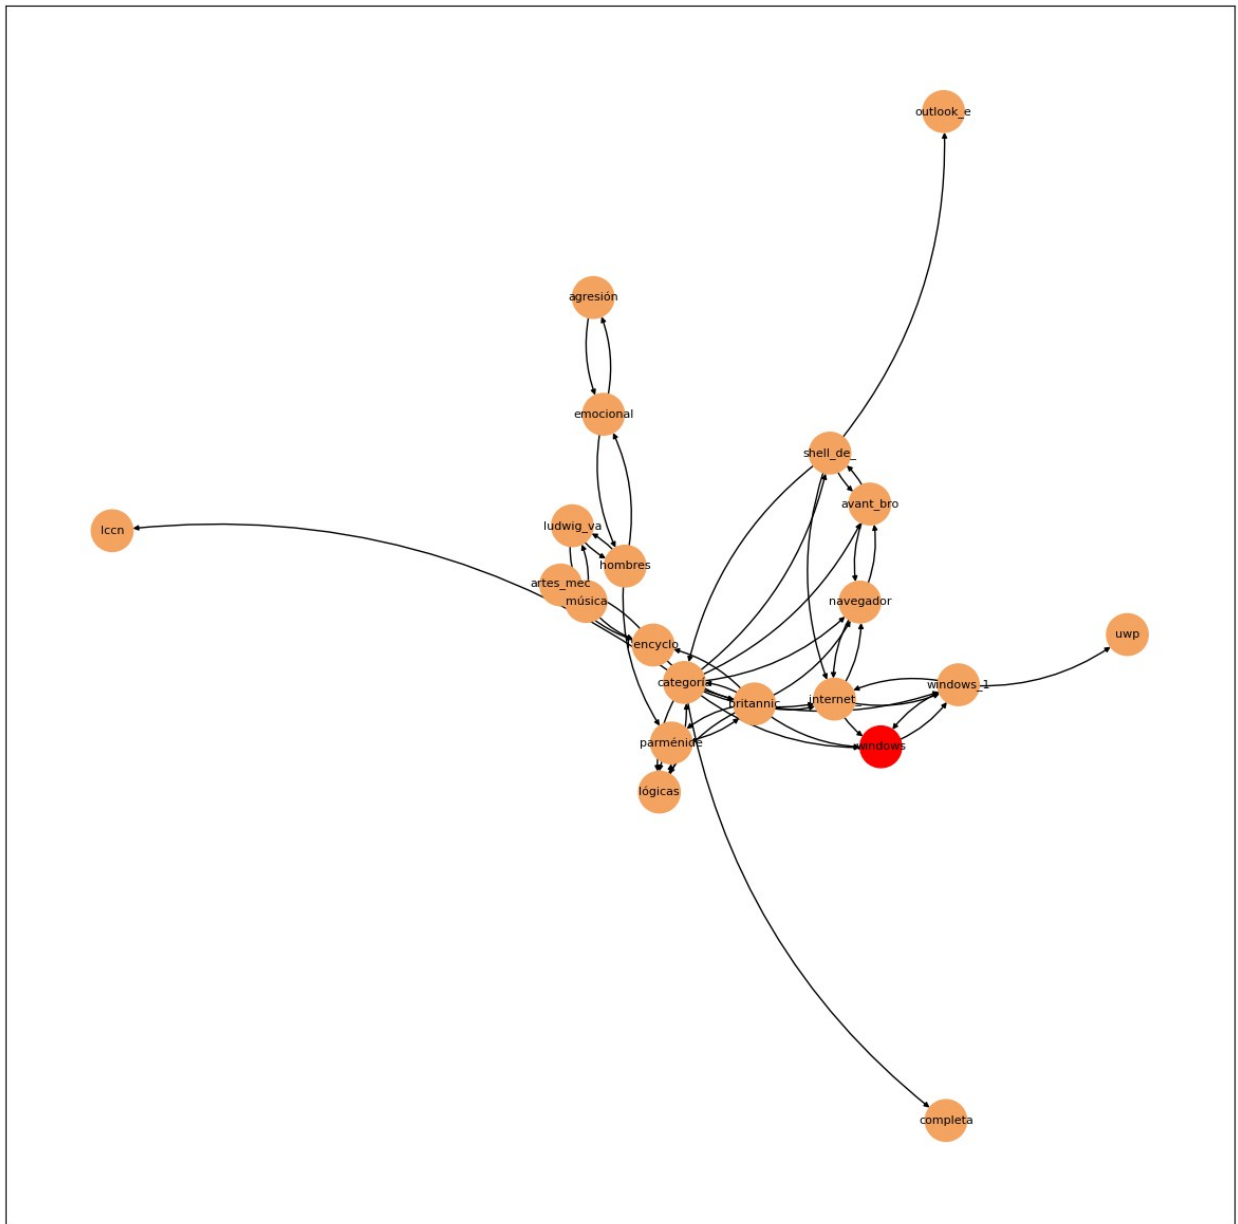 outlook_e
agresión
emocional
shell_de_
avant_bro
ludwig_va
lccn
hombres
artes_mec
música
navegador
uwp
encyclo
categoría
windows_1
internet_
britannic
parménide
windows
lógicas
completa